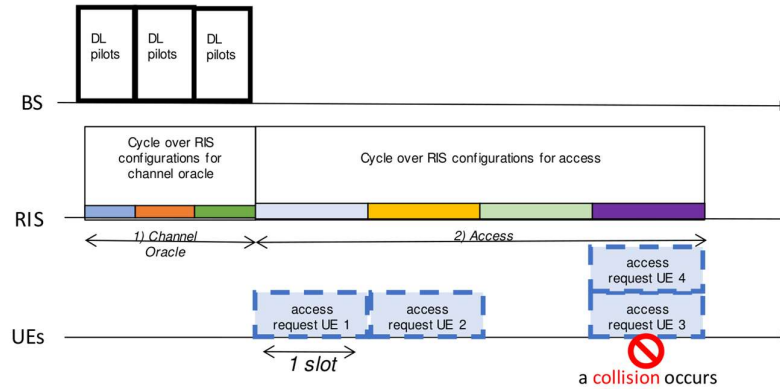 DL
pilots
DL
pilots
DL
pilots
BS
Cycle over RIS
configurations for
channel oracle
Cycle over RIS configurations for access
RIS
1) Channel
Oracle
2) Access
access
request UE 4
access
request UE 1
access
request UE 2
access
request UE 3
UEs
1 slot
a collision occurs